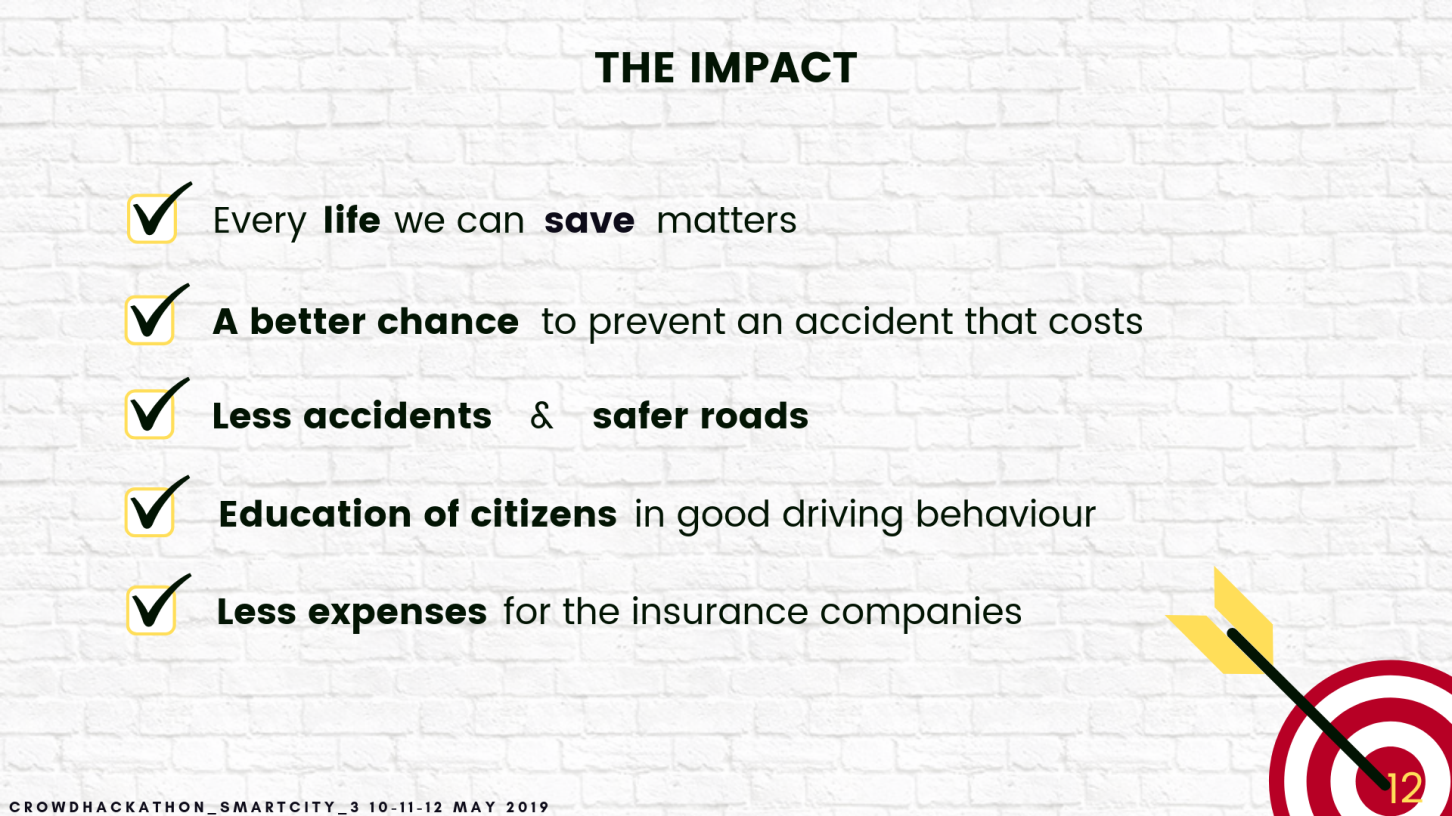 THE IMPACT
Every life we can save matters
A better chance to prevent an accident that costs
Less accidents & safer roads
Education of citizens in good driving behaviour
Less expenses for the insurance companies
CROWDHACKATHON_SMARTCITY_3 10-11-12 MAY 2019
12